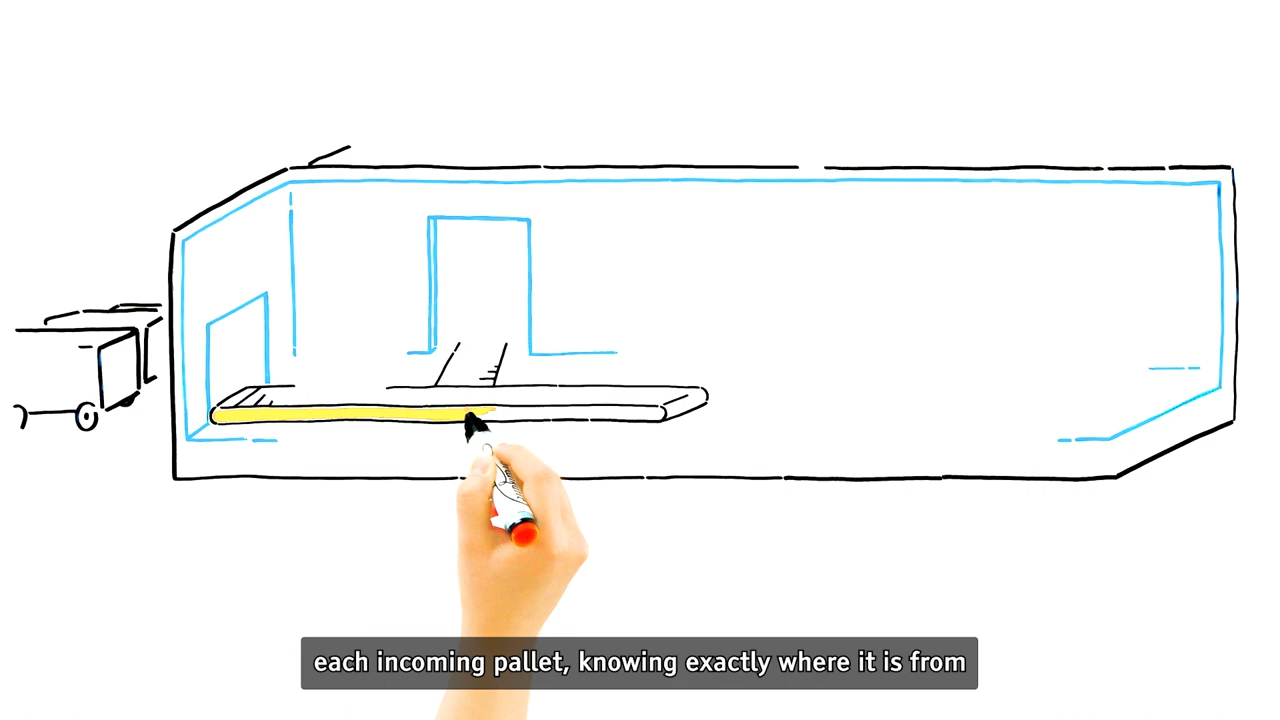 each incoming pallet, knowing exactly where it is from